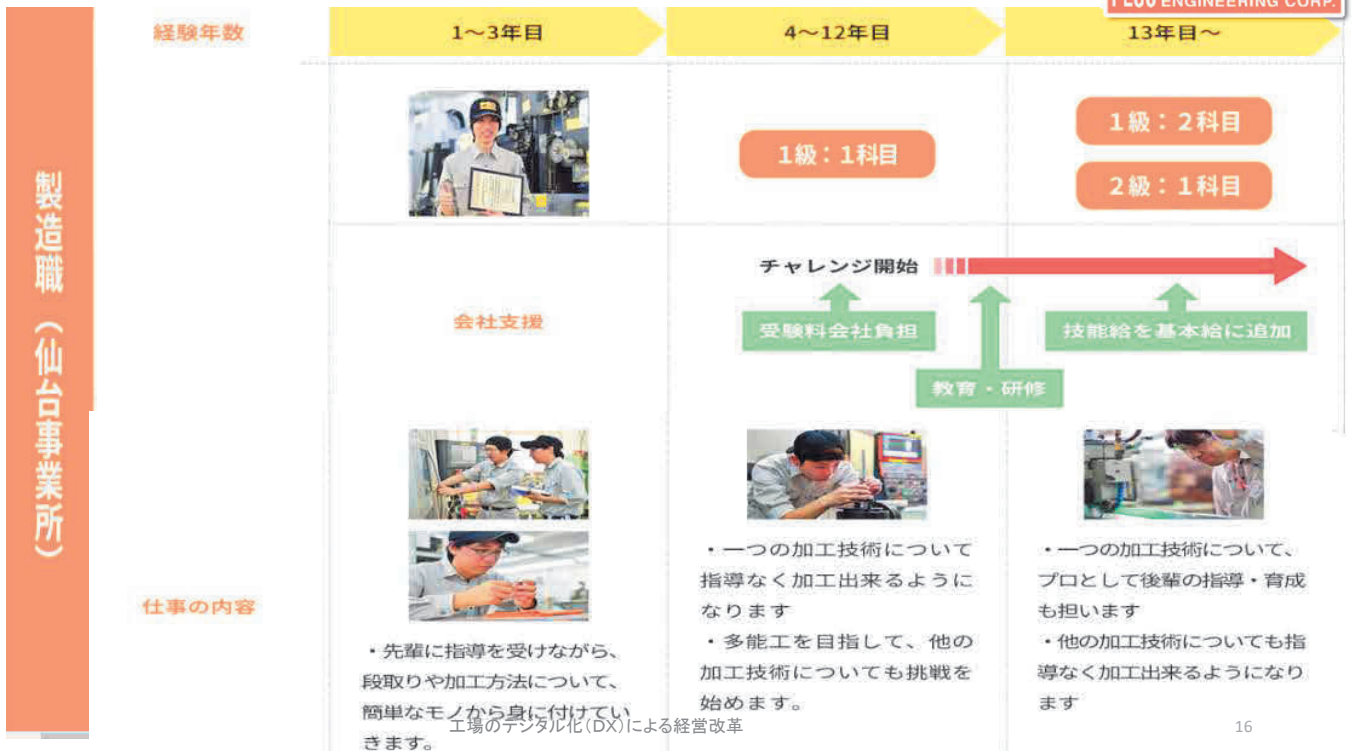 ENGINEERING CORP.
経験年数
1～3年目
4～12年目
13年目～
製造職（仙台事業所）
1級：1科目
1級：2科目
2級：1科目
チャレンジ開始
会社支援
受験料会社負担
技能給を基本給に追加
教育・研修
仕事の内容
・先輩に指導を受けながら、
段取りや加工方法について、
簡単なモノから身に付けてい
きます。
・一つの加工技術について
指導なく加工出来るように
なります
・多能工を目指して、他の
加工技術についても挑戦を
始めます。
・一つの加工技術について、
プロとして後輩の指導・育成
も担います
・他の加工技術についても指
導なく加工出来るようになり
ます
工場のデジタル化（DX）による経営改革
16